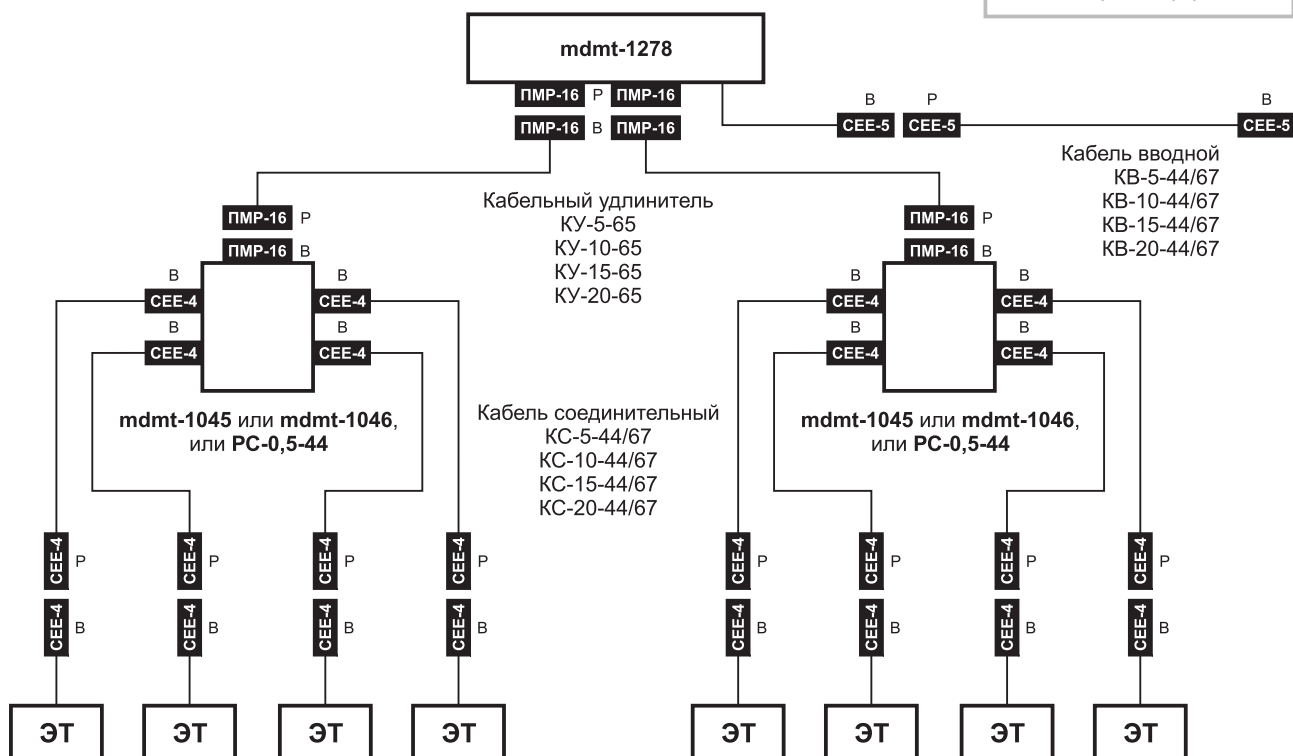 mdmt-1278
ПМР-16 Р ПМР-16
ПМР-16 В ПМР-16
В Р В
СЕЕ-5 СЕЕ-5 СЕЕ-5
Кабель вводной
КВ-5-44/67
КВ-10-44/67
КВ-15-44/67
КВ-20-44/67
Кабельный удлинитель
КУ-5-65
КУ-10-65
КУ-15-65
КУ-20-65
ПМР-16 Р
ПМР-16 В
В В
СЕЕ-4 СЕЕ-4
В В
СЕЕ-4 СЕЕ-4
mdmt-1045 или mdmt-1046,
или РС-0,5-44
ПМР-16 Р
ПМР-16 В
В В
СЕЕ-4 СЕЕ-4
В В
СЕЕ-4 СЕЕ-4
mdmt-1045 или mdmt-1046,
или РС-0,5-44
Кабель соединительный
КС-5-44/67
КС-10-44/67
КС-15-44/67
КС-20-44/67
СЕЕ-4 Р СЕЕ-4 Р СЕЕ-4 Р СЕЕ-4 Р СЕЕ-4 Р СЕЕ-4 Р СЕЕ-4 Р СЕЕ-4 Р
СЕЕ-4 В СЕЕ-4 В СЕЕ-4 В СЕЕ-4 В СЕЕ-4 В СЕЕ-4 В СЕЕ-4 В СЕЕ-4 В
ЭТ ЭТ ЭТ ЭТ ЭТ ЭТ ЭТ ЭТ